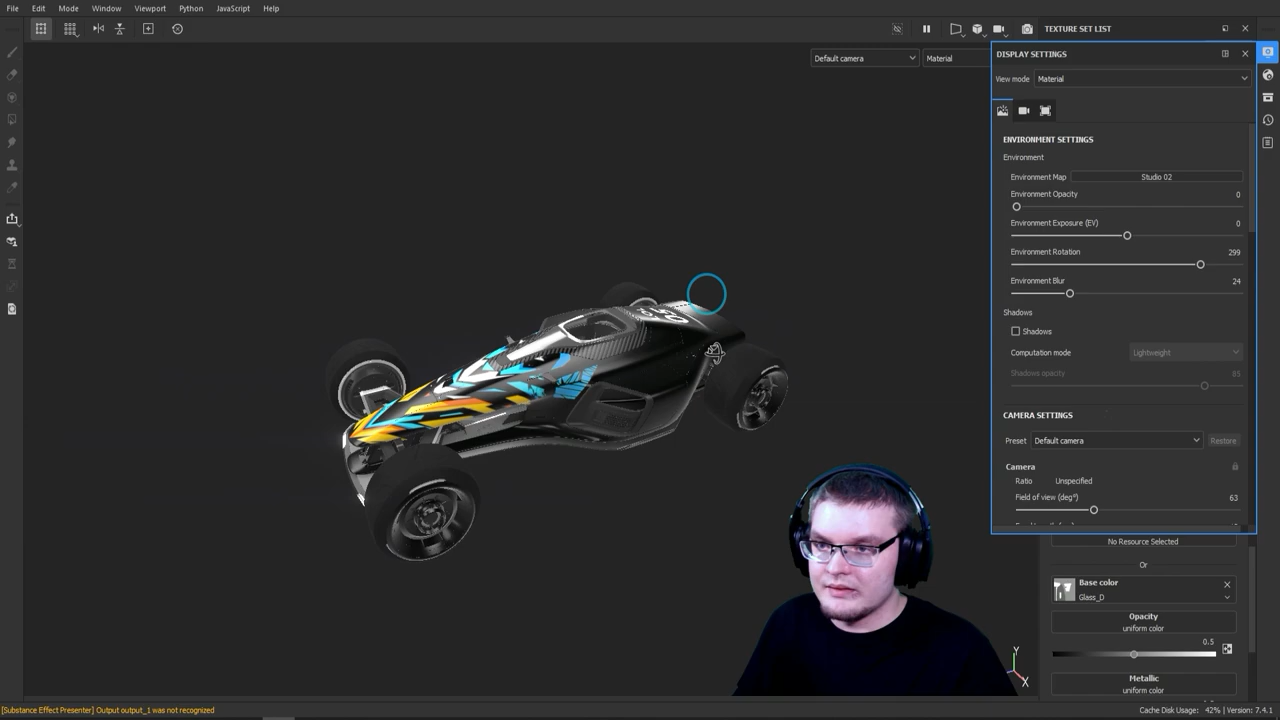 File Edit Mode Window Viewport Python JavaScript Help
TEXTURE SET LIST
Default camera
Material
DISPLAY SETTINGS
View mode Material
ENVIRONMENT SETTINGS
Environment
Environment Map Studio 02
Environment Opacity 0
Environment Exposure (EV) 0
Environment Rotation 299
Environment Blur 24
Shadows
Shadows
Computation mode Lightweight
Shadows opacity 85
CAMERA SETTINGS
Preset Default camera Restore
Camera
Ratio Unspecified
Field of view (deg°) 63
No Resource Selected
Or
Base color
Glass_D
Opacity
uniform color
0.5
Metallic
uniform color
Y
X
[Substance Effect Presenter] Output output_1 was not recognized
Cache Disk Usage: 42% | Version: 7.4.1